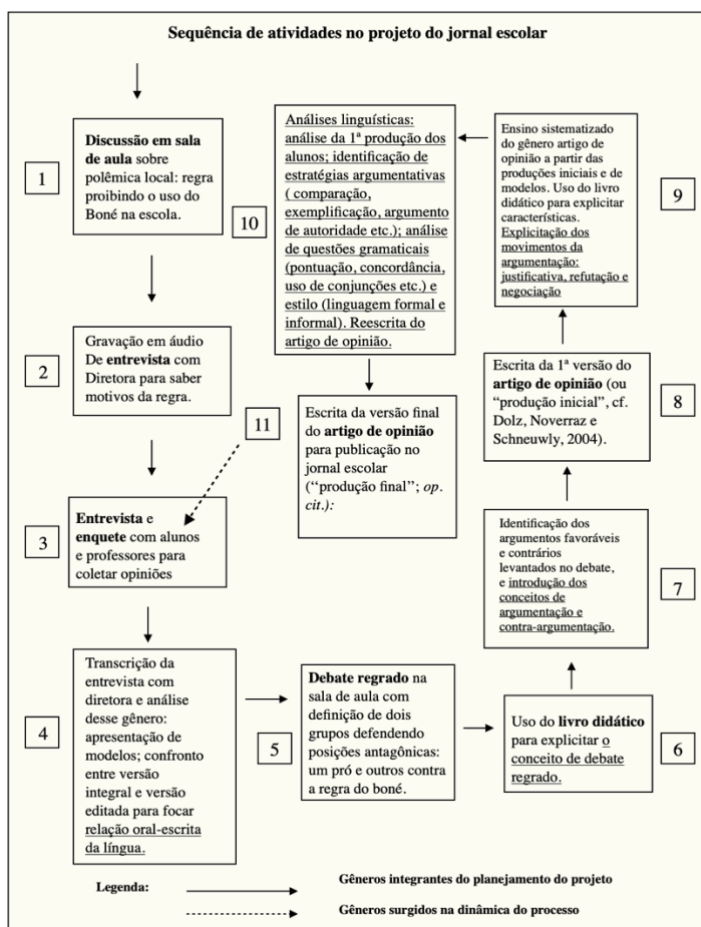 Sequência de atividades no projeto do jornal escolar
1
Discussão em sala
de aula sobre
polêmica local: regra
proibindo o uso do
Boné na escola.
2
Gravação em áudio
De entrevista com
Diretora para saber
motivos da regra.
3
Entrevista e
enquete com alunos
e professores para
coletar opiniões
4
Transcrição da
entrevista com
diretora e análise
desse gênero:
apresentação de
modelos; confronto
entre versão
integral e versão
editada para focar
relação oral-escrita
da língua.
5
Debate regrado na
sala de aula com
definição de dois
grupos defendendo
posições antagônicas:
um pró e outros contra
a regra do boné.
6
Uso do livro didático
para explicitar o
conceito de debate
regrado.
7
Identificação dos
argumentos favoráveis
e contrários
levantados no debate,
e introdução dos
conceitos de
argumentação e
contra-argumentação.
8
Escrita da 1ª versão do
artigo de opinião (ou
“produção inicial”, cf.
Dolz, Noverraz e
Schneuwly, 2004).
9
Ensino sistematizado
do gênero artigo de
opinião a partir das
produções iniciais e de
modelos. Uso do livro
didático para explicitar
características.
Explicitação dos
movimentos da
argumentação:
justificativa, refutação e
negociação
10
Análises linguísticas:
análise da 1ª produção dos
alunos; identificação de
estratégias argumentativas
( comparação,
exemplificação, argumento
de autoridade etc.); análise
de questões gramaticais
(pontuação, concordância,
uso de conjunções etc.) e
estilo (linguagem formal e
informal). Reescrita do
artigo de opinião.
11
Escrita da versão final
do artigo de opinião
para publicação no
jornal escolar
(“produção final”; op.
cit.):
Legenda:
Gêneros integrantes do planejamento do projeto
Gêneros surgidos na dinâmica do processo